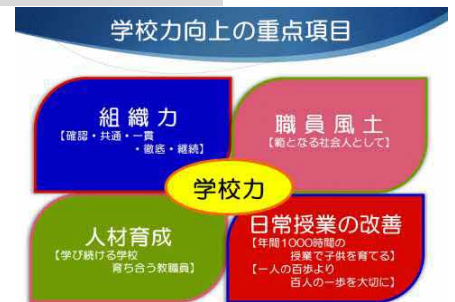 学校力向上の重点項目
組織力
【確認・共通・一貫
・徹底・継続】
職員風土
【範となる社会人として】
学校力
人材育成
【学び続ける学校
育ち合う教職員】
日常授業の改善
【年間1000時間の
授業で子供を育てる】
【一人の百歩より
百人の一歩を大切に】